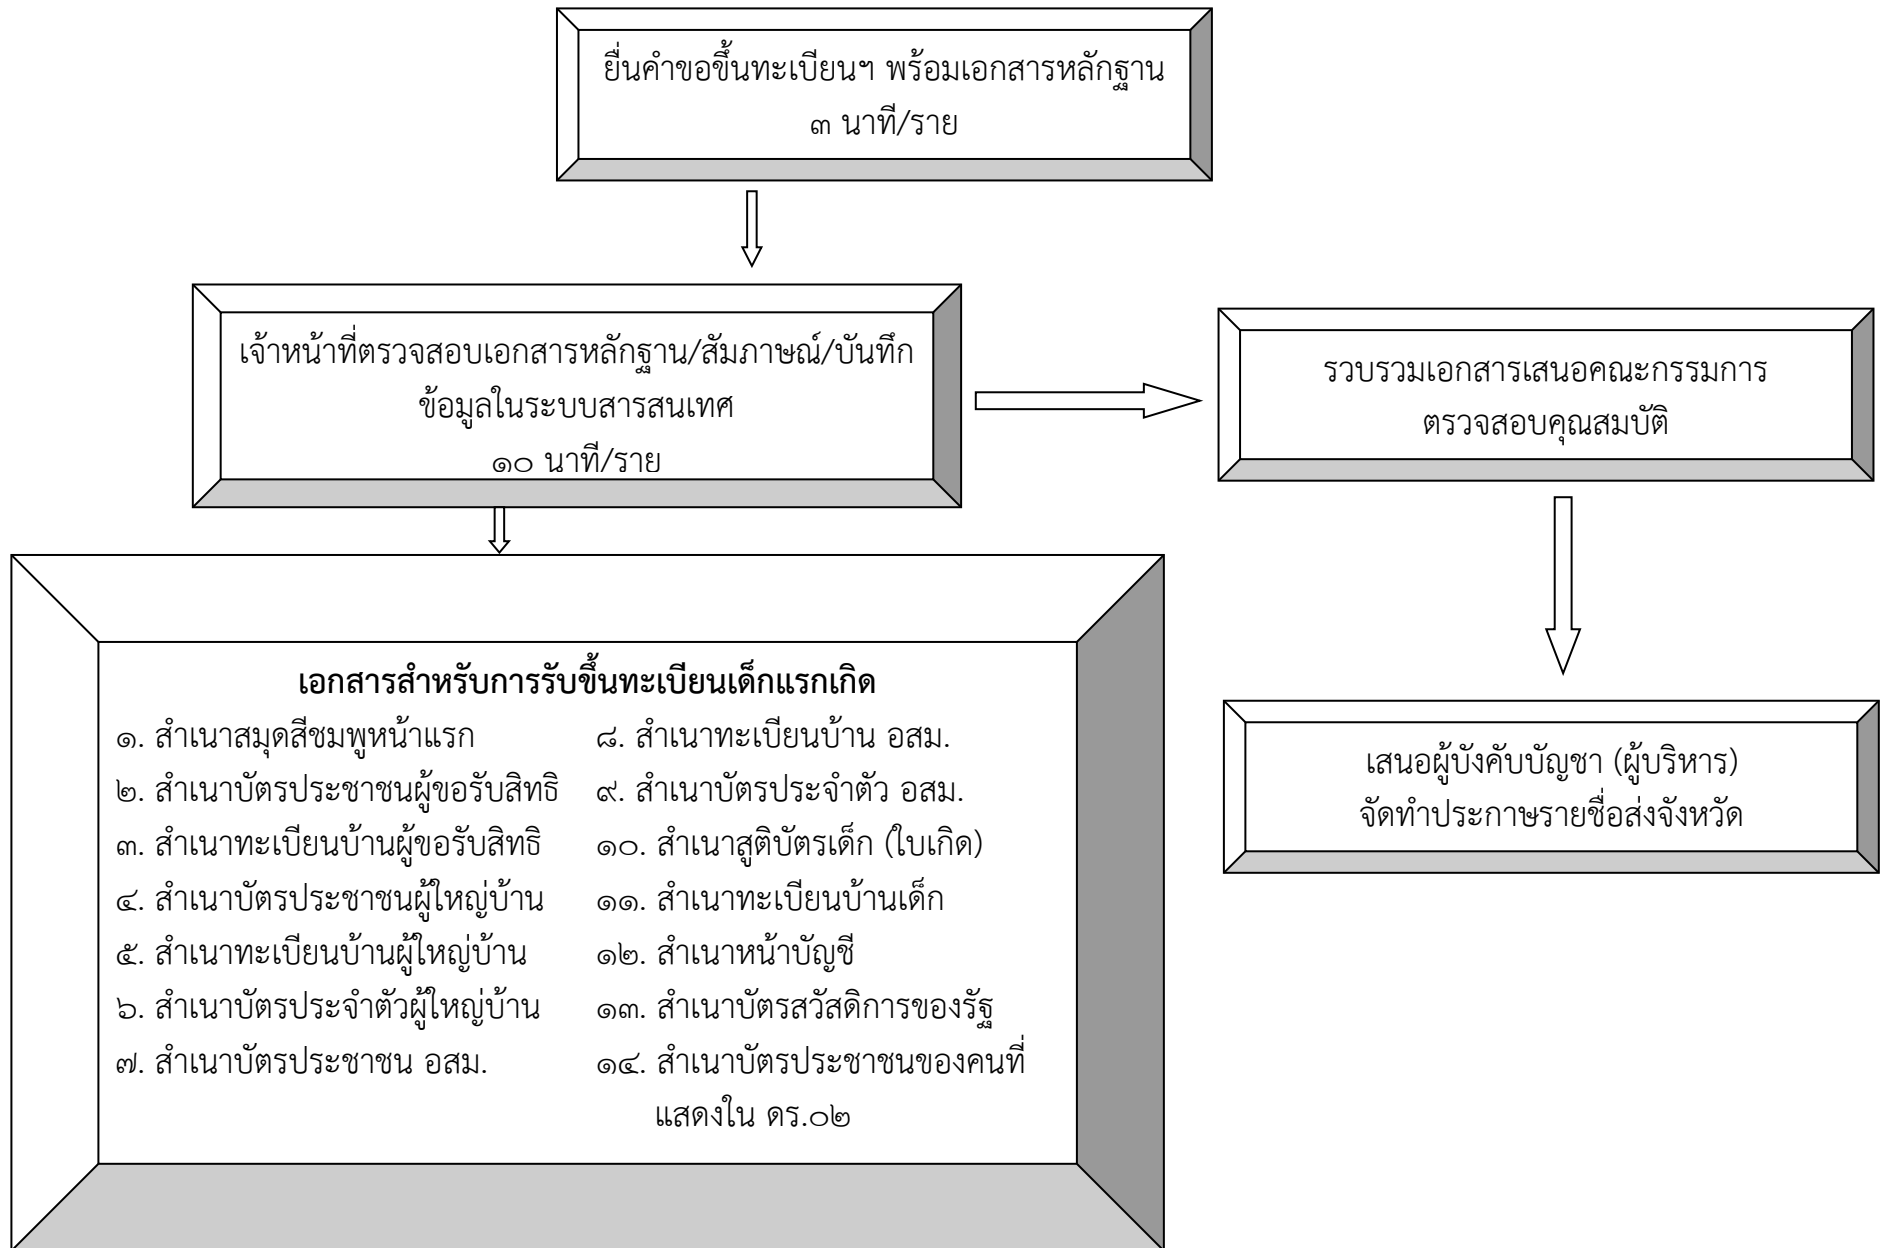 ยื่นคำขอขึ้นทะเบียนฯ พร้อมเอกสารหลักฐาน
๓ นาที/ราย
เจ้าหน้าที่ตรวจสอบเอกสารหลักฐาน/สัมภาษณ์/บันทึก
ข้อมูลในระบบสารสนเทศ
๑๐ นาที/ราย
รวบรวมเอกสารเสนอคณะกรรมการ
ตรวจสอบคุณสมบัติ
เสนอผู้บังคับบัญชา (ผู้บริหาร)
จัดทำประกาษรายชื่อส่งจังหวัด
เอกสารสำหรับการรับขึ้นทะเบียนเด็กแรกเกิด
๑. สำเนาสมุดสีชมพูหน้าแรก
๒. สำเนาบัตรประชาชนผู้ขอรับสิทธิ
๓. สำเนาทะเบียนบ้านผู้ขอรับสิทธิ
๔. สำเนาบัตรประชาชนผู้ใหญ่บ้าน
๕. สำเนาทะเบียนบ้านผู้ใหญ่บ้าน
๖. สำเนาบัตรประจำตัวผู้ใหญ่บ้าน
๗. สำเนาบัตรประชาชน อสม.
๘. สำเนาทะเบียนบ้าน อสม.
๙. สำเนาบัตรประจำตัว อสม.
๑๐. สำเนาสูติบัตรเด็ก (ใบเกิด)
๑๑. สำเนาทะเบียนบ้านเด็ก
๑๒. สำเนาหน้าบัญชี
๑๓. สำเนาบัตรสวัสดิการของรัฐ
๑๔. สำเนาบัตรประชาชนของคนที่
แสดงใน ดร.๐๒